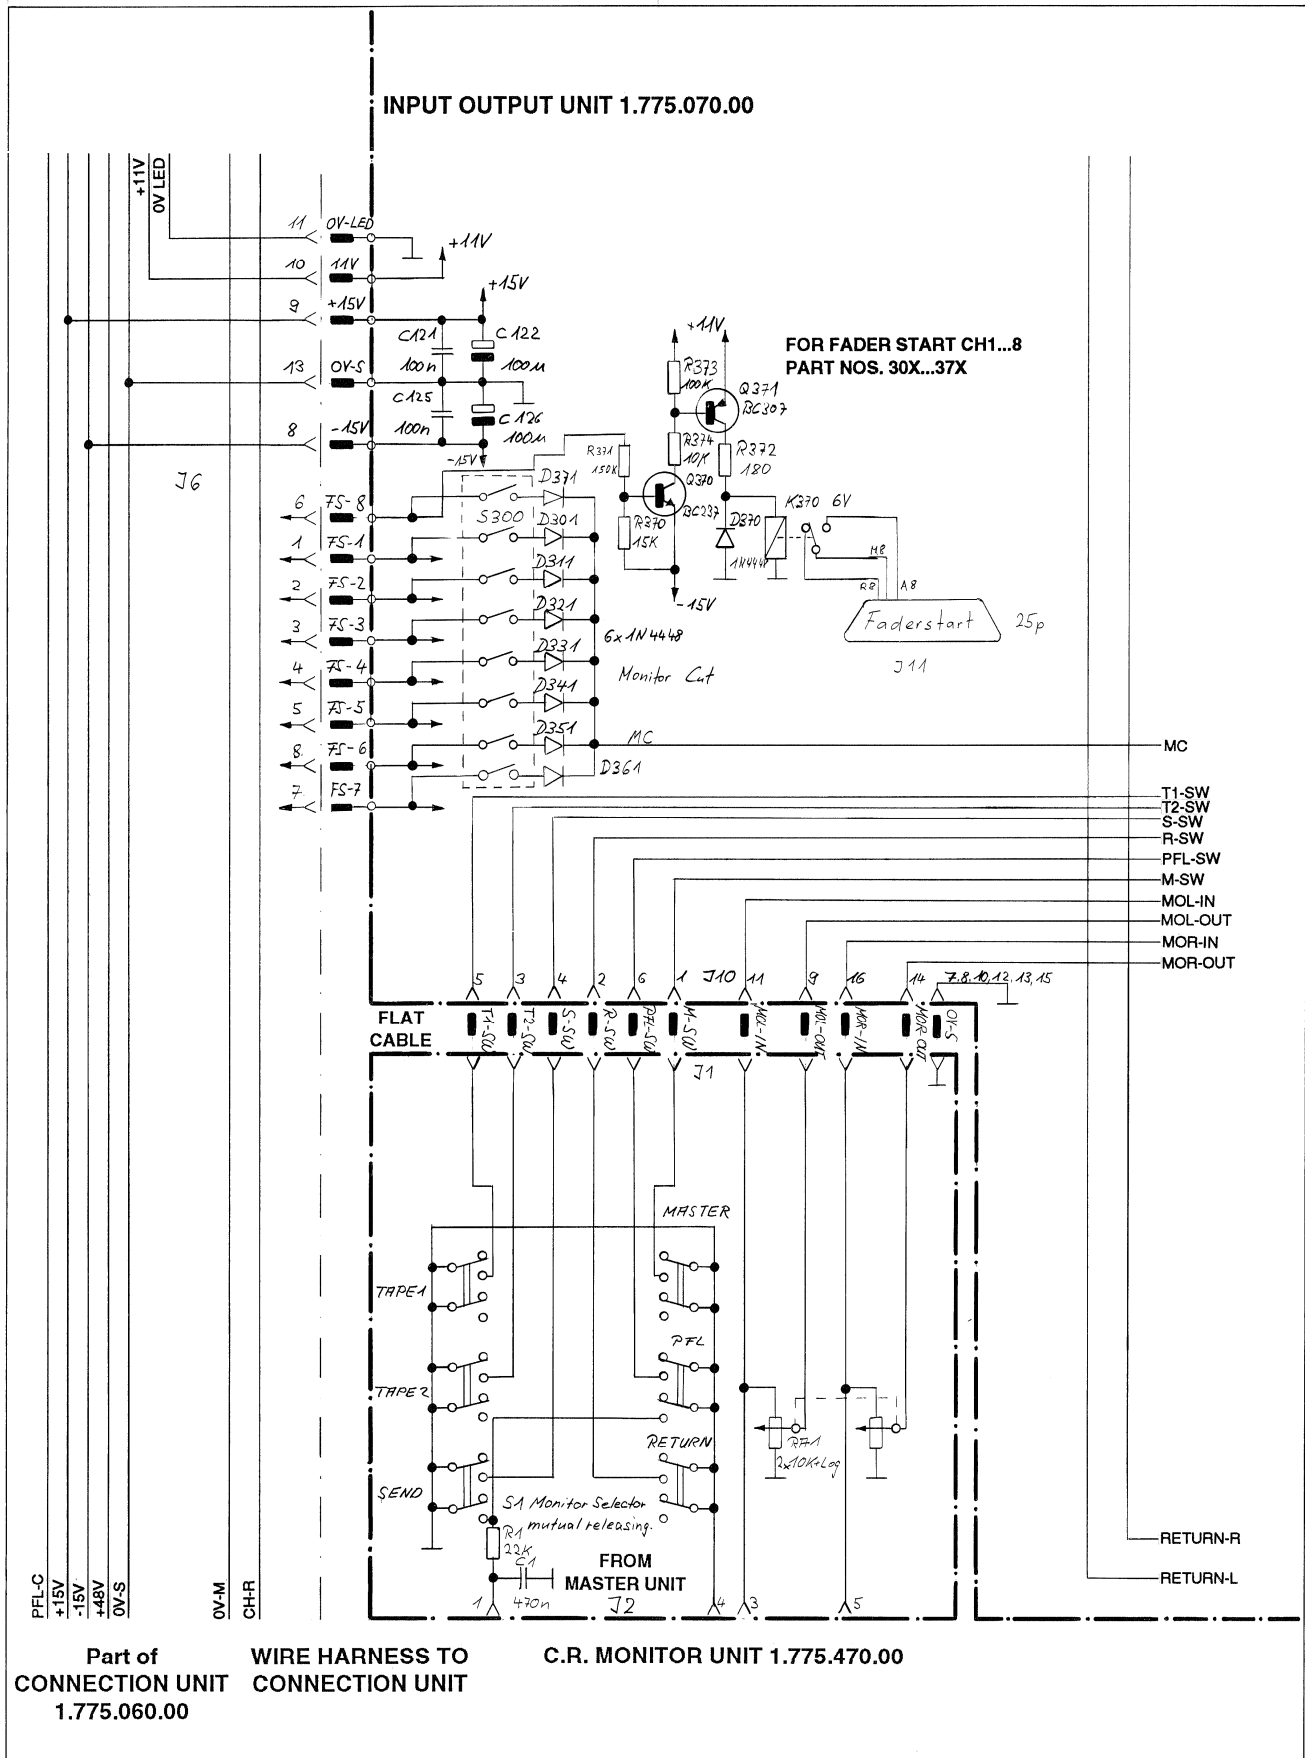 INPUT OUTPUT UNIT 1.775.070.00
+11V
0V LED
11 0V-LED
+11V
10 11V
+15V
9 +15V
C121
100n
C122
100µ
13 0V-S
C125
100n
C126
100µ
8 -15V
-15V
+11V
FOR FADER START CH1...8
PART NOS. 30X...37X
R373
100K
Q371
BC307
R374
10K
R372
180
R371
150K
Q370
BC237
R370
15K
D370
1N4448
K370 6V
-15V
M8
R8
A8
Faderstart
25p
J11
J6
6 FS-8
1 FS-1
2 FS-2
3 FS-3
4 FS-4
5 FS-5
8 FS-6
7 FS-7
S300
D371
D301
D311
D321
D331
D341
D351
D361
6x1N4448
Monitor Cut
MC
MC
T1-SW
T2-SW
S-SW
R-SW
PFL-SW
M-SW
MOL-IN
MOL-OUT
MOR-IN
MOR-OUT
5 3 4 2 6 1 J10 11 9 16 14 7,8,10,12,13,15
FLAT
CABLE
T1-SW
T2-SW
S-SW
R-SW
PFL-SW
M-SW
MOL-IN
MOL-OUT
MOR-IN
MOR OUT
0V-S
J1
MASTER
TAPE1
PFL
TAPE2
RETURN
SEND
S1 Monitor Selector
mutual releasing.
RA1
2x10K+Log
R1
22K
C1
470n
FROM
MASTER UNIT
1 J2 4 3 5
RETURN-R
RETURN-L
PFL-C
+15V
-15V
+48V
0V-S
0V-M
CH-R
Part of
CONNECTION UNIT
1.775.060.00
WIRE HARNESS TO
CONNECTION UNIT
C.R. MONITOR UNIT 1.775.470.00